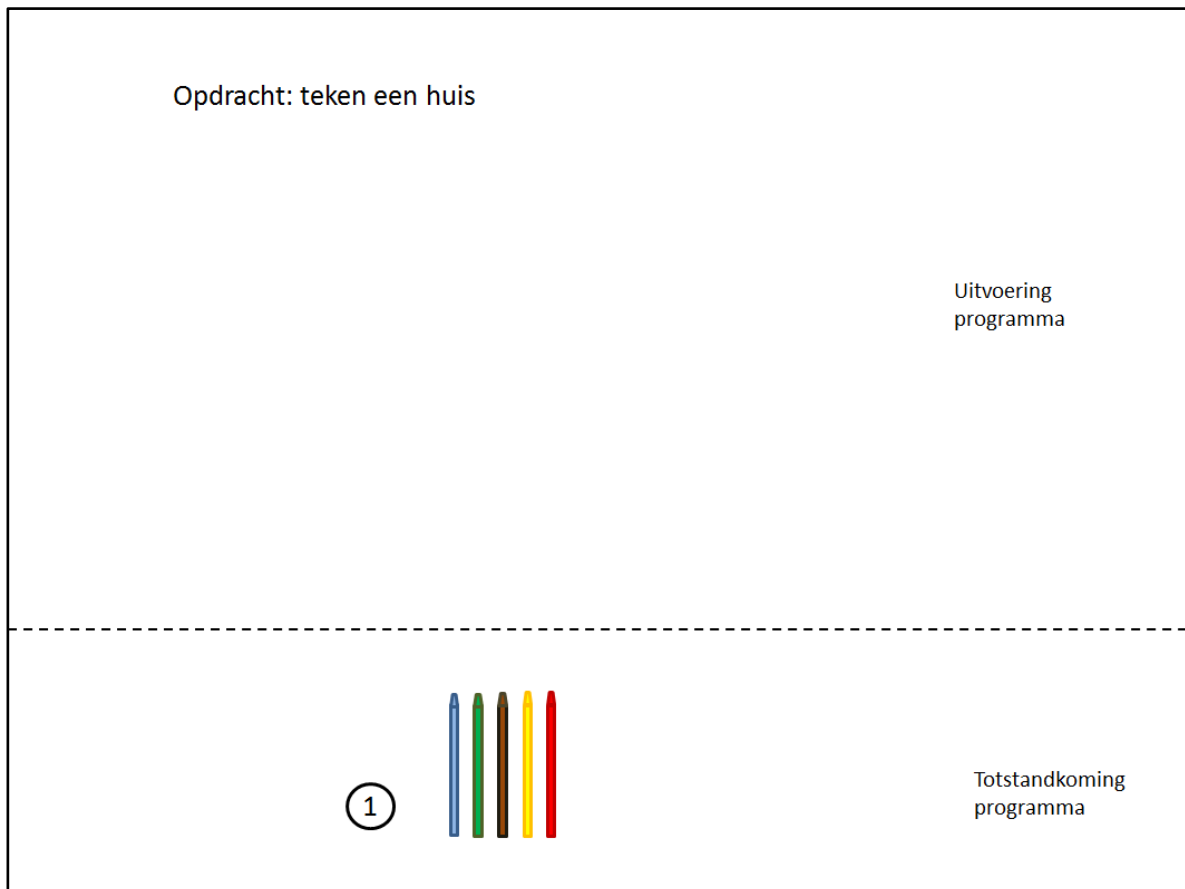 Opdracht: teken een huis
Uitvoering
programma
1
Totstandkoming
programma